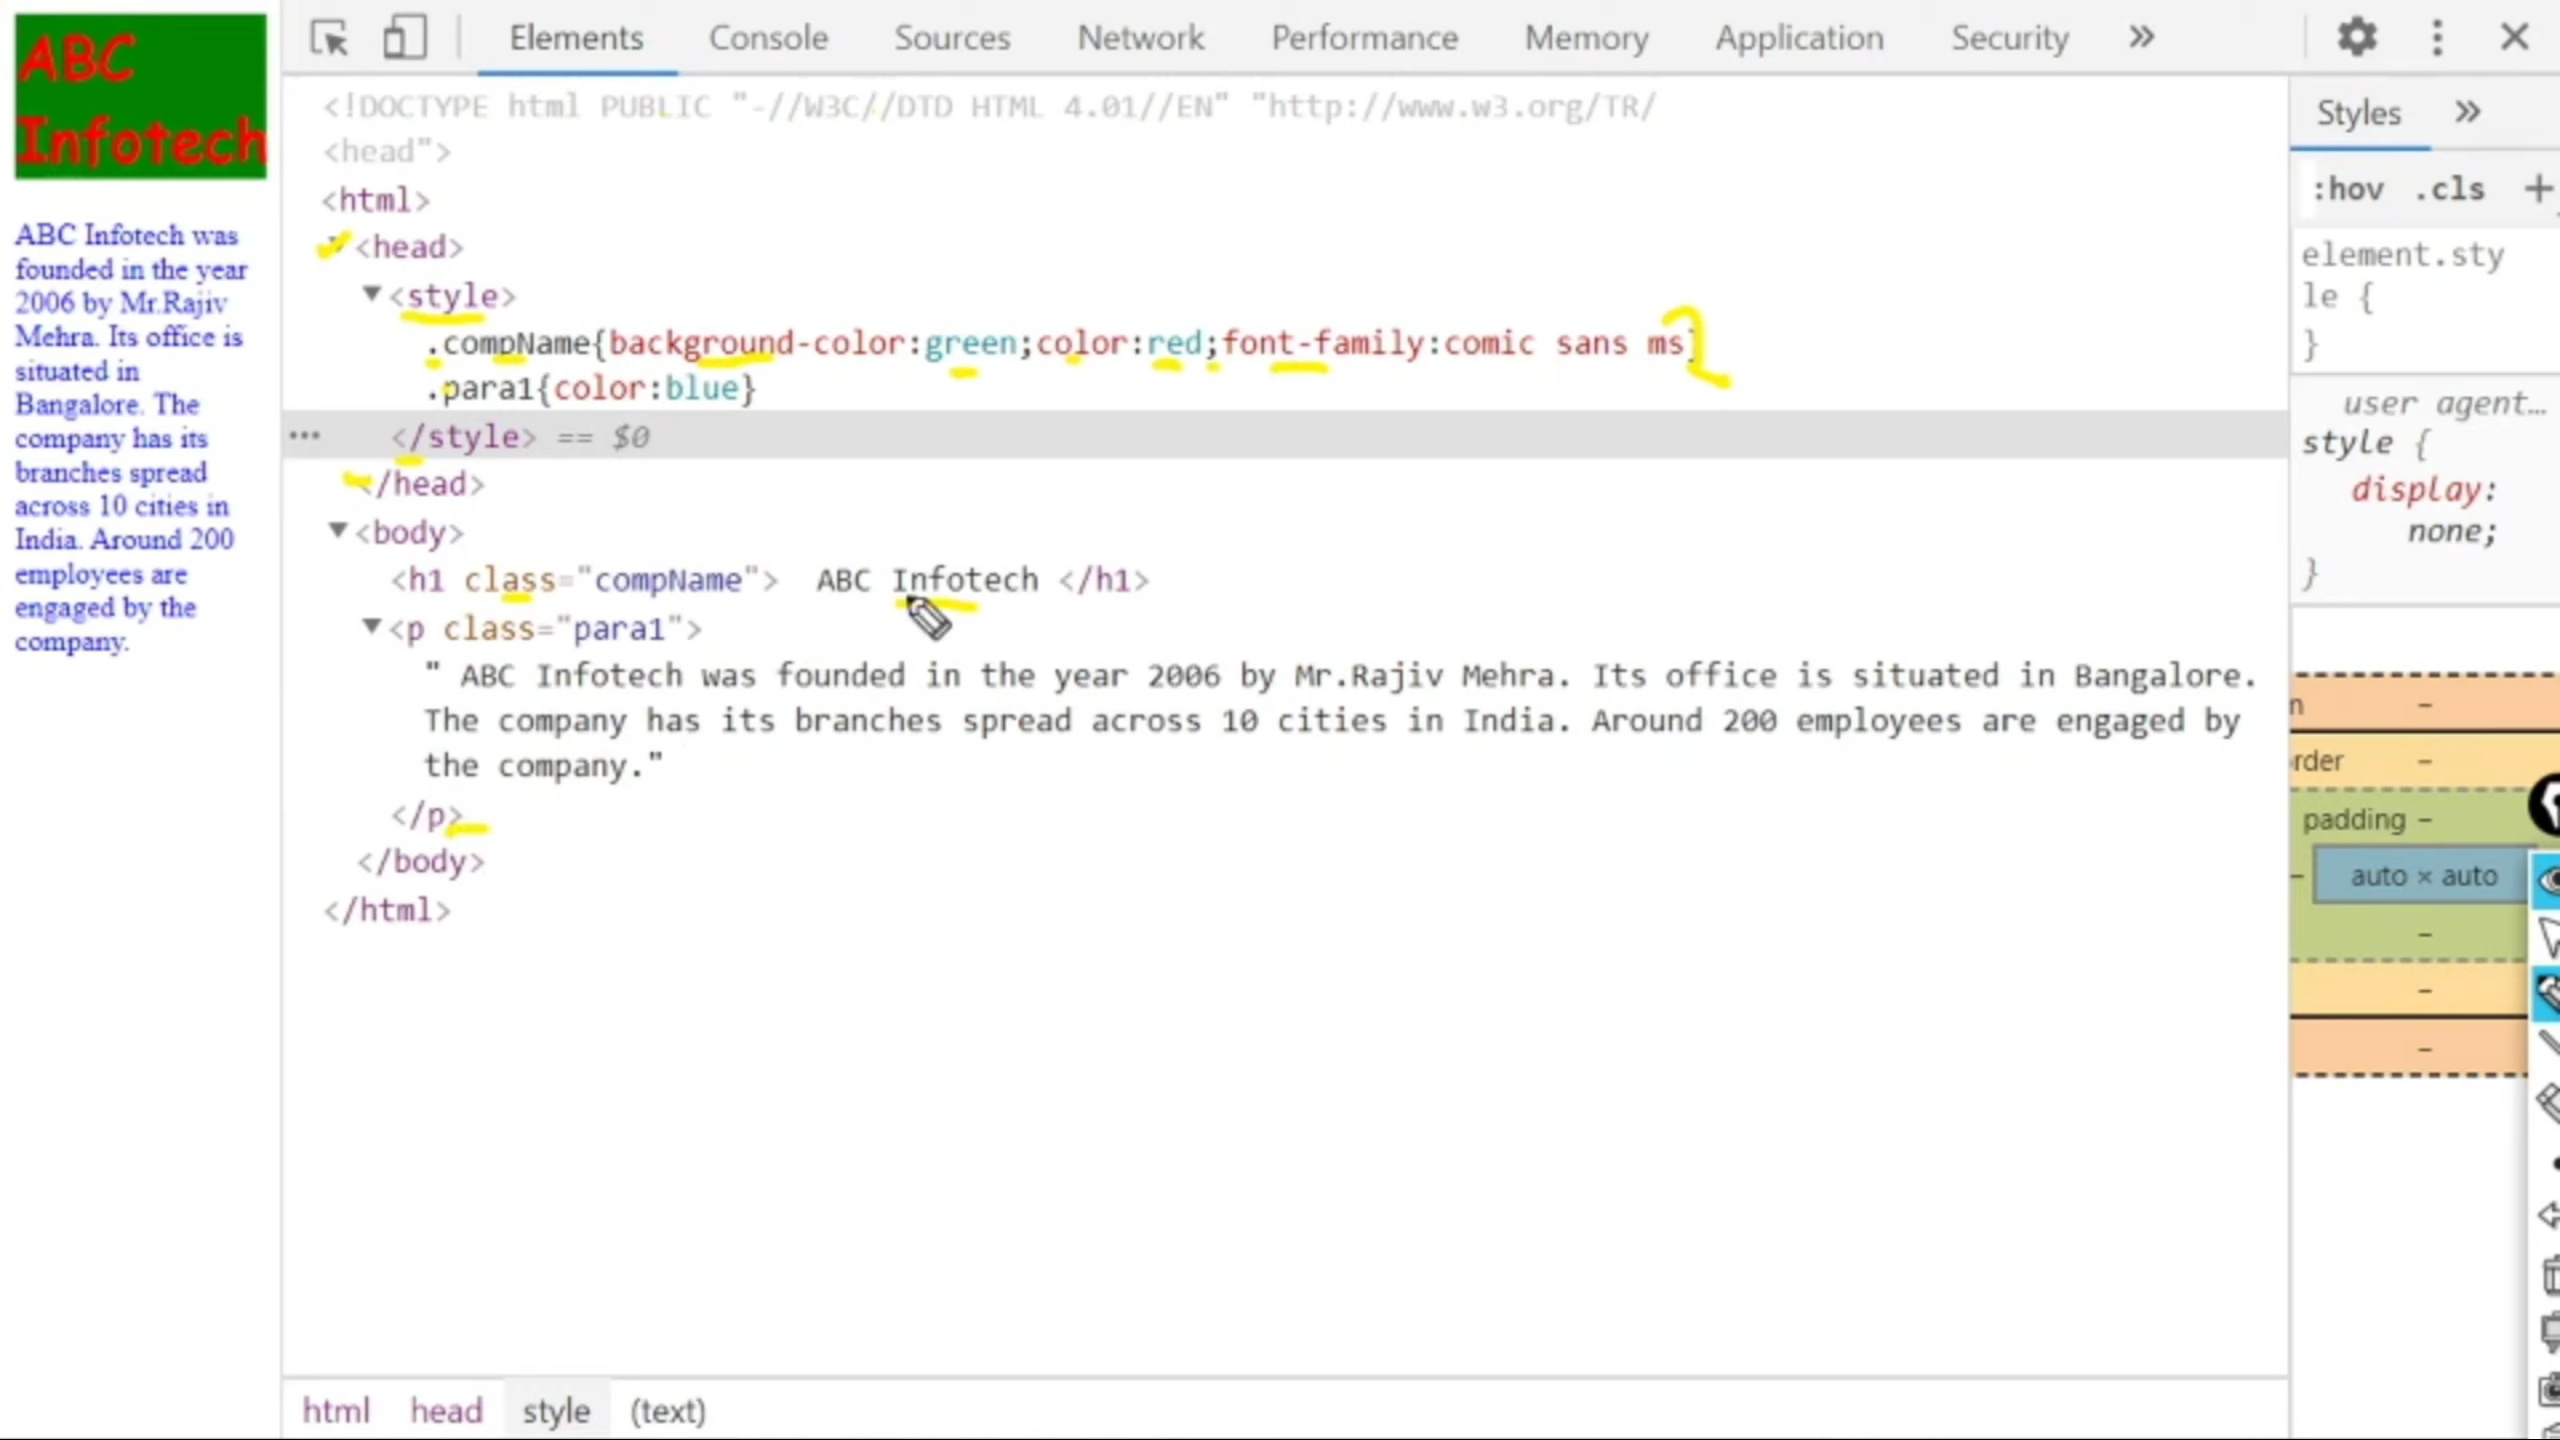 ABC
Infotech
ABC Infotech was
founded in the year
2006 by Mr.Rajiv
Mehra. Its office is
situated in
Bangalore. The
company has its
branches spread
across 10 cities in
India. Around 200
employees are
engaged by the
company.
Elements Console Sources Network Performance Memory Application Security »
<!DOCTYPE html PUBLIC "-//W3C//DTD HTML 4.01//EN" "http://www.w3.org/TR/
<head">
<html>
<head>
<style>
.compName{background-color:green;color:red;font-family:comic sans ms}
.para1{color:blue}
</style> == $0
</head>
<body>
<h1 class="compName">  ABC Infotech </h1>
<p class="para1">
" ABC Infotech was founded in the year 2006 by Mr.Rajiv Mehra. Its office is situated in Bangalore.
The company has its branches spread across 10 cities in India. Around 200 employees are engaged by
the company."
</p>
</body>
</html>
html head style (text)
Styles »
:hov .cls +
element.sty
le {
}
user agent…
style {
display:
none;
}
n –
rder –
padding –
– auto × auto
–
–
–